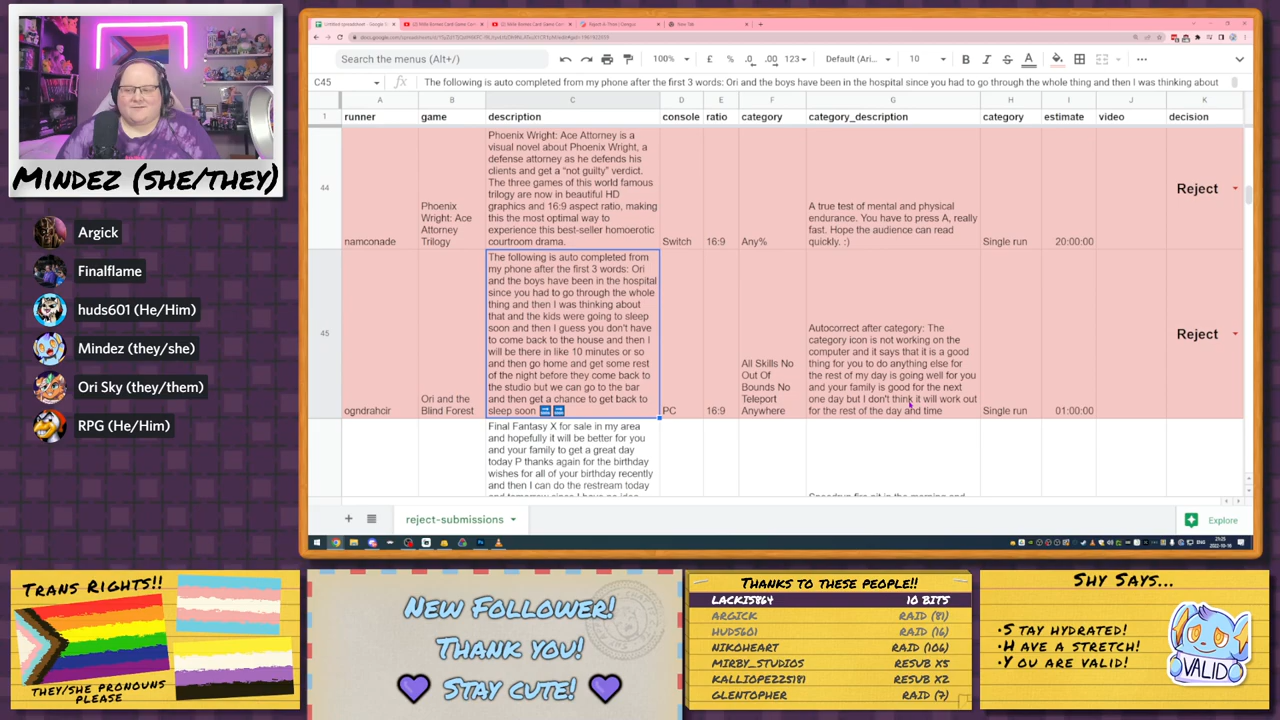 MINDEZ (SHE/THEY)
Argick
Finalflame
huds601 (He/Him)
Mindez (they/she)
Ori Sky (they/them)
RPG (He/Him)
Search the menus (Alt+/)
100%
£
%
.0
.00
123
Default (Ari...
10
B
I
S
A
C45
fx
The following is auto completed from my phone after the first 3 words: Ori and the boys have been in the hospital since you had to go through the whole thing and then I was thinking about
A
B
C
D
E
F
G
H
I
J
K
1
runner
game
description
console
ratio
category
category_description
category
estimate
video
decision
44
namconade
Phoenix
Wright: Ace
Attorney
Trilogy
Phoenix Wright: Ace Attorney is a
visual novel about Phoenix Wright, a
defense attorney as he defends his
clients and get a "not guilty" verdict.
The three games of this world famous
trilogy are now in beautiful HD
graphics and 16:9 aspect ratio, making
this the most optimal way to
experience this best-seller homoerotic
courtroom drama.
Switch
16:9
Any%
A true test of mental and physical
endurance. You have to press A, really
fast. Hope the audience can read
quickly. :)
Single run
20:00:00
Reject
45
ogndrahcir
Ori and the
Blind Forest
The following is auto completed from
my phone after the first 3 words: Ori
and the boys have been in the hospital
since you had to go through the whole
thing and then I was thinking about
that and the kids were going to sleep
soon and then I guess you don't have
to come back to the house and then I
will be there in like 10 minutes or so
and then go home and get some rest
of the night before they come back to
the studio but we can go to the bar
and then get a chance to get back to
sleep soon
PC
16:9
All Skills No
Out Of
Bounds No
Teleport
Anywhere
Autocorrect after category: The
category icon is not working on the
computer and it says that it is a good
thing for you to do anything else for
the rest of my day is going well for you
and your family is good for the next
one day but I don't think it will work out
for the rest of the day and time
Single run
01:00:00
Reject
Final Fantasy X for sale in my area
and hopefully it will be better for you
and your family to get a great day
today P thanks again for the birthday
wishes for all of your birthday recently
and then I can do the restream today
reject-submissions
Explore
TRANS RIGHTS!!
THEY/SHE PRONOUNS
PLEASE
NEW FOLLOWER!
THANK YOU!
STAY CUTE!
THANKS TO THESE PEOPLE!!
LACKIS864 10 BITS
ARGICK RAID (81)
HUDS601 RAID (16)
NIKOHEART RAID (106)
MIRBY_STUDIOS RESUB X5
KALLIOPE225181 RESUB X2
GLENTOPHER RAID (7)
SHY SAYS...
•STAY HYDRATED!
•HAVE A STRETCH!
•YOU ARE VALID!
VALID